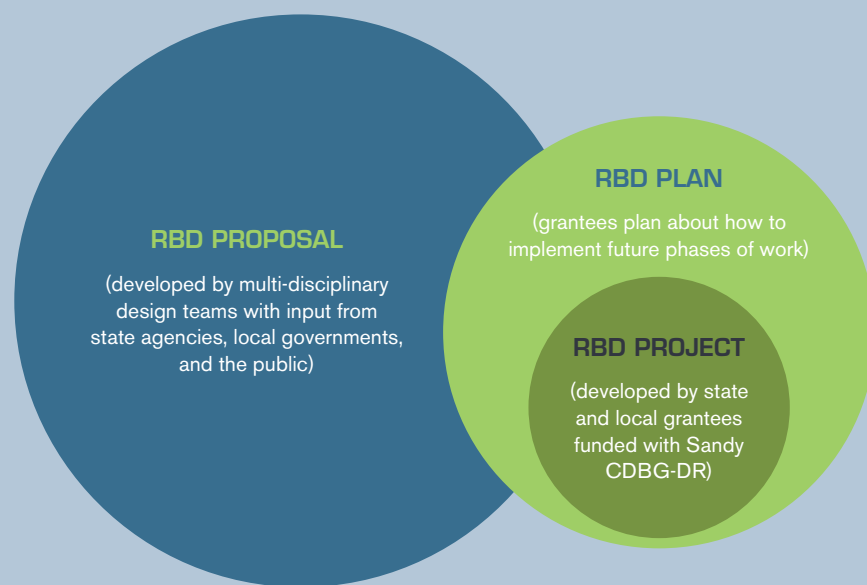 RBD PROPOSAL
(developed by multi-disciplinary
design teams with input from
state agencies, local governments,
and the public)
RBD PLAN
(grantees plan about how to
implement future phases of work)
RBD PROJECT
(developed by state
and local grantees
funded with Sandy
CDBG-DR)